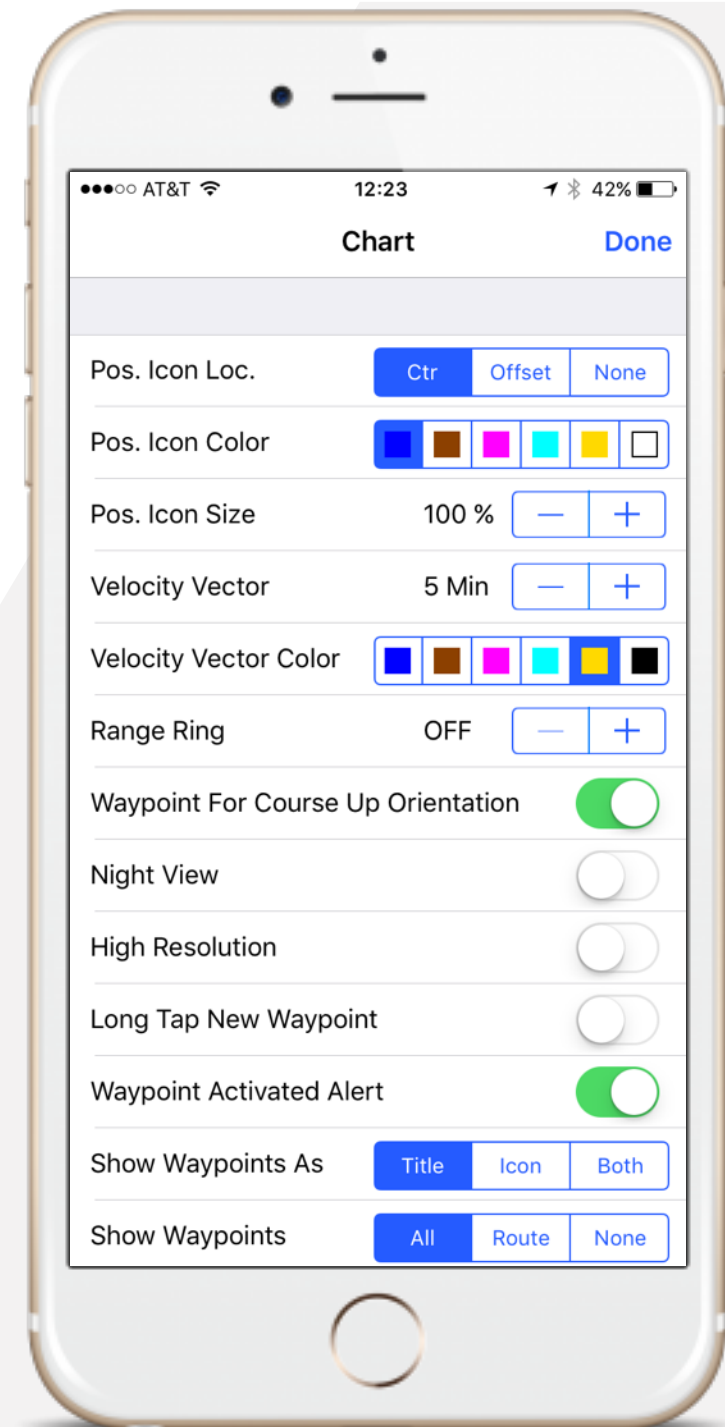 AT&T 12:23 42%
Chart Done
Pos. Icon Loc. Ctr Offset None
Pos. Icon Color
Pos. Icon Size 100 % — +
Velocity Vector 5 Min — +
Velocity Vector Color
Range Ring OFF — +
Waypoint For Course Up Orientation
Night View
High Resolution
Long Tap New Waypoint
Waypoint Activated Alert
Show Waypoints As Title Icon Both
Show Waypoints All Route None